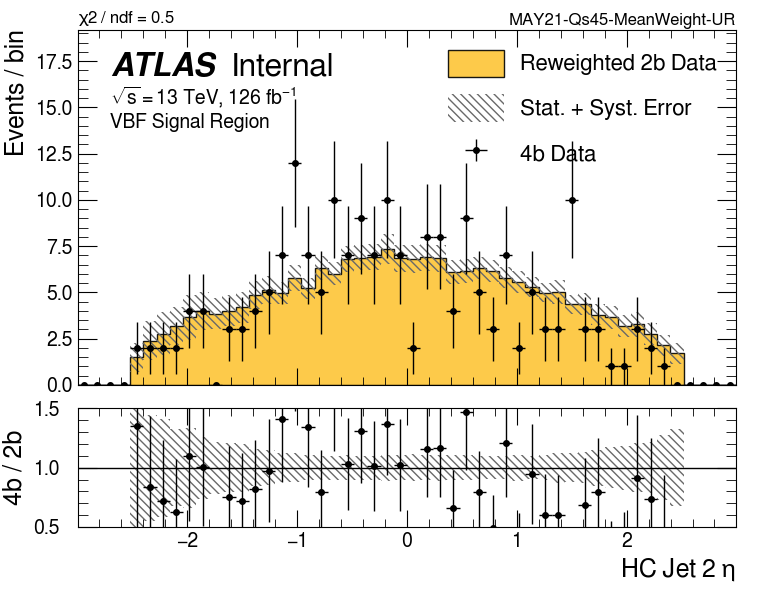 χ2 / ndf = 0.5
MAY21-Qs45-MeanWeight-UR
ATLAS Internal
√s = 13 TeV, 126 fb⁻¹
VBF Signal Region
Reweighted 2b Data
Stat. + Syst. Error
4b Data
Events / bin
17.5
15.0
12.5
10.0
7.5
5.0
2.5
0.0
4b / 2b
1.5
1.0
0.5
−2 −1 0 1 2
HC Jet 2 η